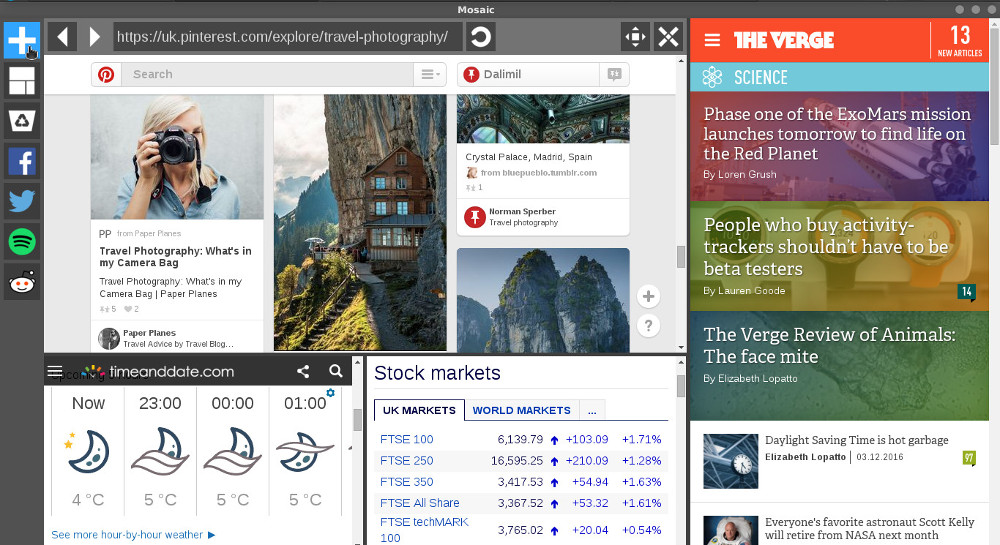 Mosaic
https://uk.pinterest.com/explore/travel-photography/
Search
Dalimil
PP from Paper Planes
Travel Photography: What's in
my Camera Bag
Travel Photography: What's in my
Camera Bag | Paper Planes
5 2
Paper Planes
Travel Advice by Travel Blog...
Crystal Palace, Madrid, Spain
from bluepueblo.tumblr.com
1
Norman Sperber
Travel photography
+
?
timeanddate.com
Now 23:00 00:00 01:00
4 °C 5 °C 5 °C 5 °C
See more hour-by-hour weather ▶
Stock markets
UK MARKETS WORLD MARKETS ...
FTSE 100 6,139.79 +103.09 +1.71%
FTSE 250 16,595.25 +210.09 +1.28%
FTSE 350 3,417.53 +54.94 +1.63%
FTSE All Share 3,367.52 +53.32 +1.61%
FTSE techMARK
100 3,765.02 +20.04 +0.54%
THE VERGE
13
NEW ARTICLES
SCIENCE
Phase one of the ExoMars mission
launches tomorrow to find life on
the Red Planet
By Loren Grush
People who buy activity-
trackers shouldn't have to be
beta testers
By Lauren Goode
14
The Verge Review of Animals:
The face mite
By Elizabeth Lopatto
Daylight Saving Time is hot garbage
Elizabeth Lopatto | 03.12.2016
97
Everyone's favorite astronaut Scott Kelly
will retire from NASA next month